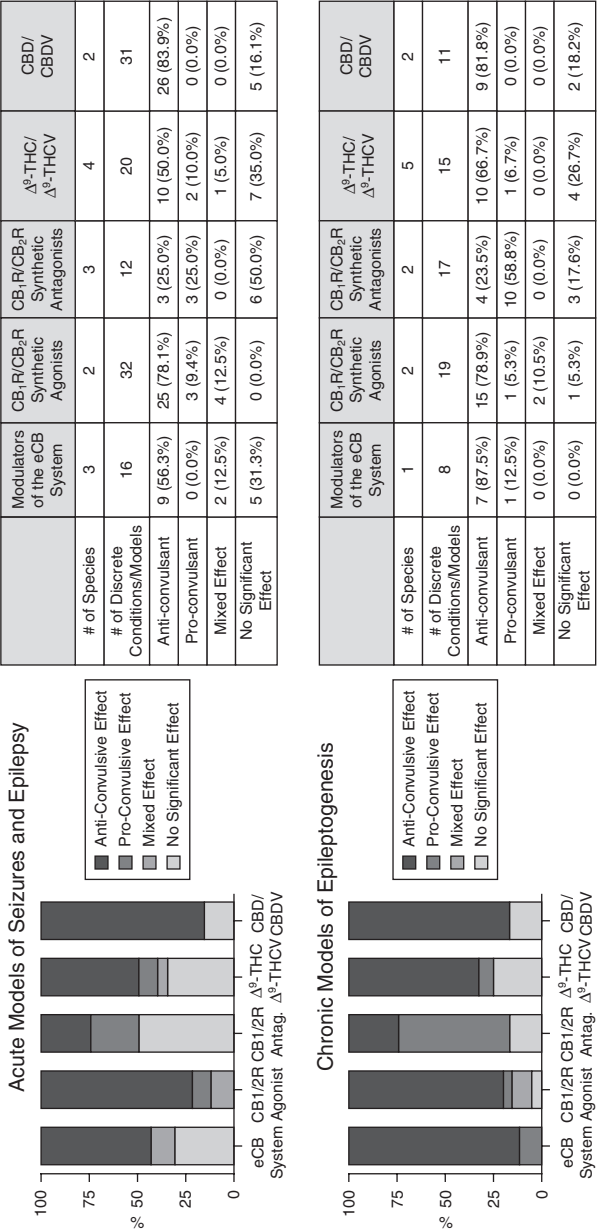 Acute Models of Seizures and Epilepsy
100
75
50
25
0
%
eCB System
CB1/2R Agonist
CB1/2R Antag.
Δ⁹-THC Δ⁹-THCV
CBD/ CBDV
Anti-Convulsive Effect
Pro-Convulsive Effect
Mixed Effect
No Significant Effect
Modulators of the eCB System
CB₁R/CB₂R Synthetic Agonists
CB₁R/CB₂R Synthetic Antagonists
Δ⁹-THC/ Δ⁹-THCV
CBD/ CBDV
# of Species 3 2 3 4 2
# of Discrete Conditions/Models 16 32 12 20 31
Anti-convulsant 9 (56.3%) 25 (78.1%) 3 (25.0%) 10 (50.0%) 26 (83.9%)
Pro-convulsant 0 (0.0%) 3 (9.4%) 3 (25.0%) 2 (10.0%) 0 (0.0%)
Mixed Effect 2 (12.5%) 4 (12.5%) 0 (0.0%) 1 (5.0%) 0 (0.0%)
No Significant Effect 5 (31.3%) 0 (0.0%) 6 (50.0%) 7 (35.0%) 5 (16.1%)
Chronic Models of Epileptogenesis
100
75
50
25
0
%
eCB System
CB1/2R Agonist
CB1/2R Antag.
Δ⁹-THC Δ⁹-THCV
CBD/ CBDV
Anti-Convulsive Effect
Pro-Convulsive Effect
Mixed Effect
No Significant Effect
Modulators of the eCB System
CB₁R/CB₂R Synthetic Agonists
CB₁R/CB₂R Synthetic Antagonists
Δ⁹-THC/ Δ⁹-THCV
CBD/ CBDV
# of Species 1 2 2 5 2
# of Discrete Conditions/Models 8 19 17 15 11
Anti-convulsant 7 (87.5%) 15 (78.9%) 4 (23.5%) 10 (66.7%) 9 (81.8%)
Pro-convulsant 1 (12.5%) 1 (5.3%) 10 (58.8%) 1 (6.7%) 0 (0.0%)
Mixed Effect 0 (0.0%) 2 (10.5%) 0 (0.0%) 0 (0.0%) 0 (0.0%)
No Significant Effect 0 (0.0%) 1 (5.3%) 3 (17.6%) 4 (26.7%) 2 (18.2%)